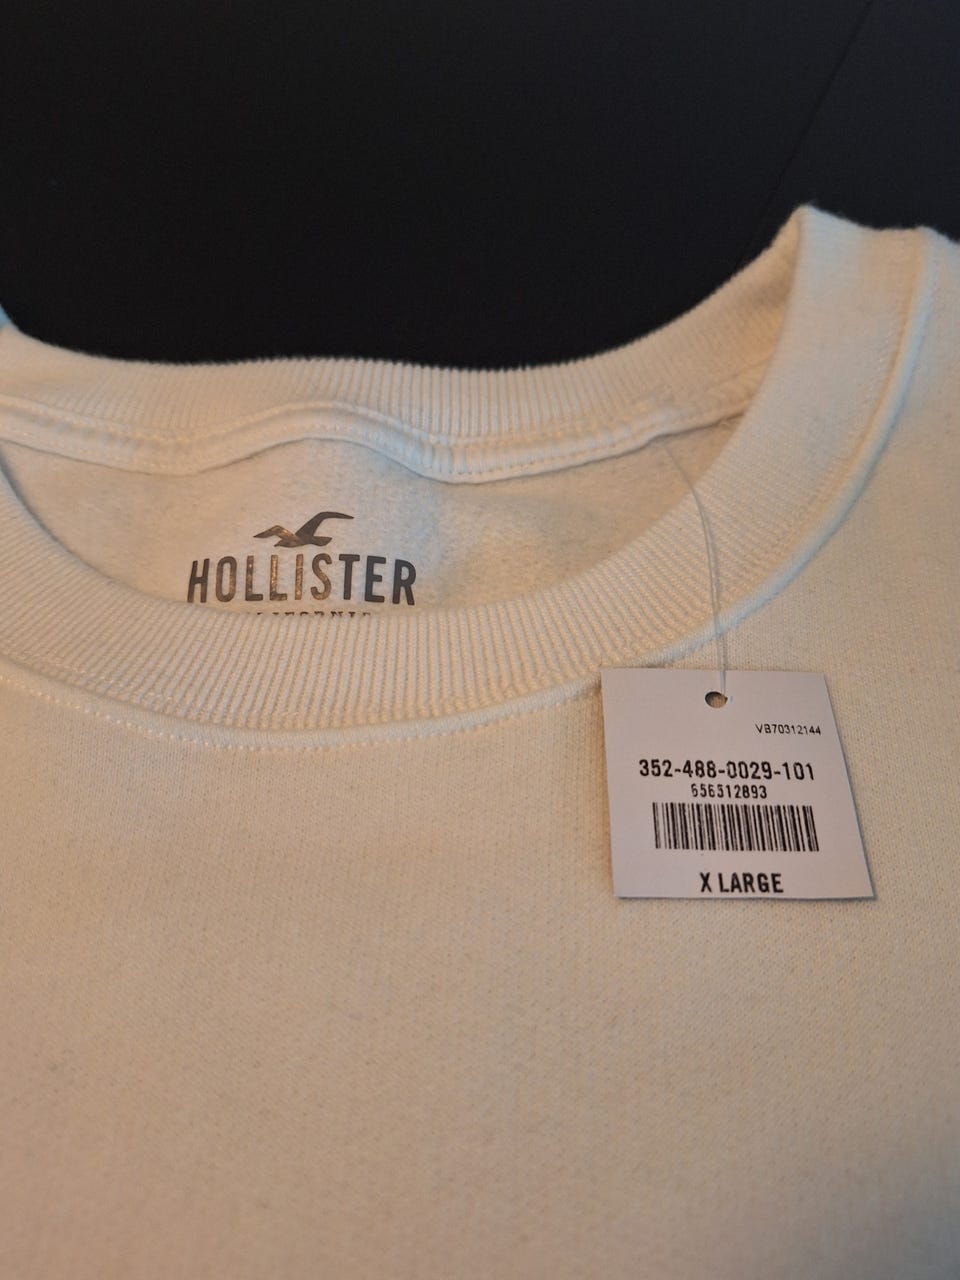 HOLLISTER
VB70312144
352-488-0029-101
656512893
X LARGE